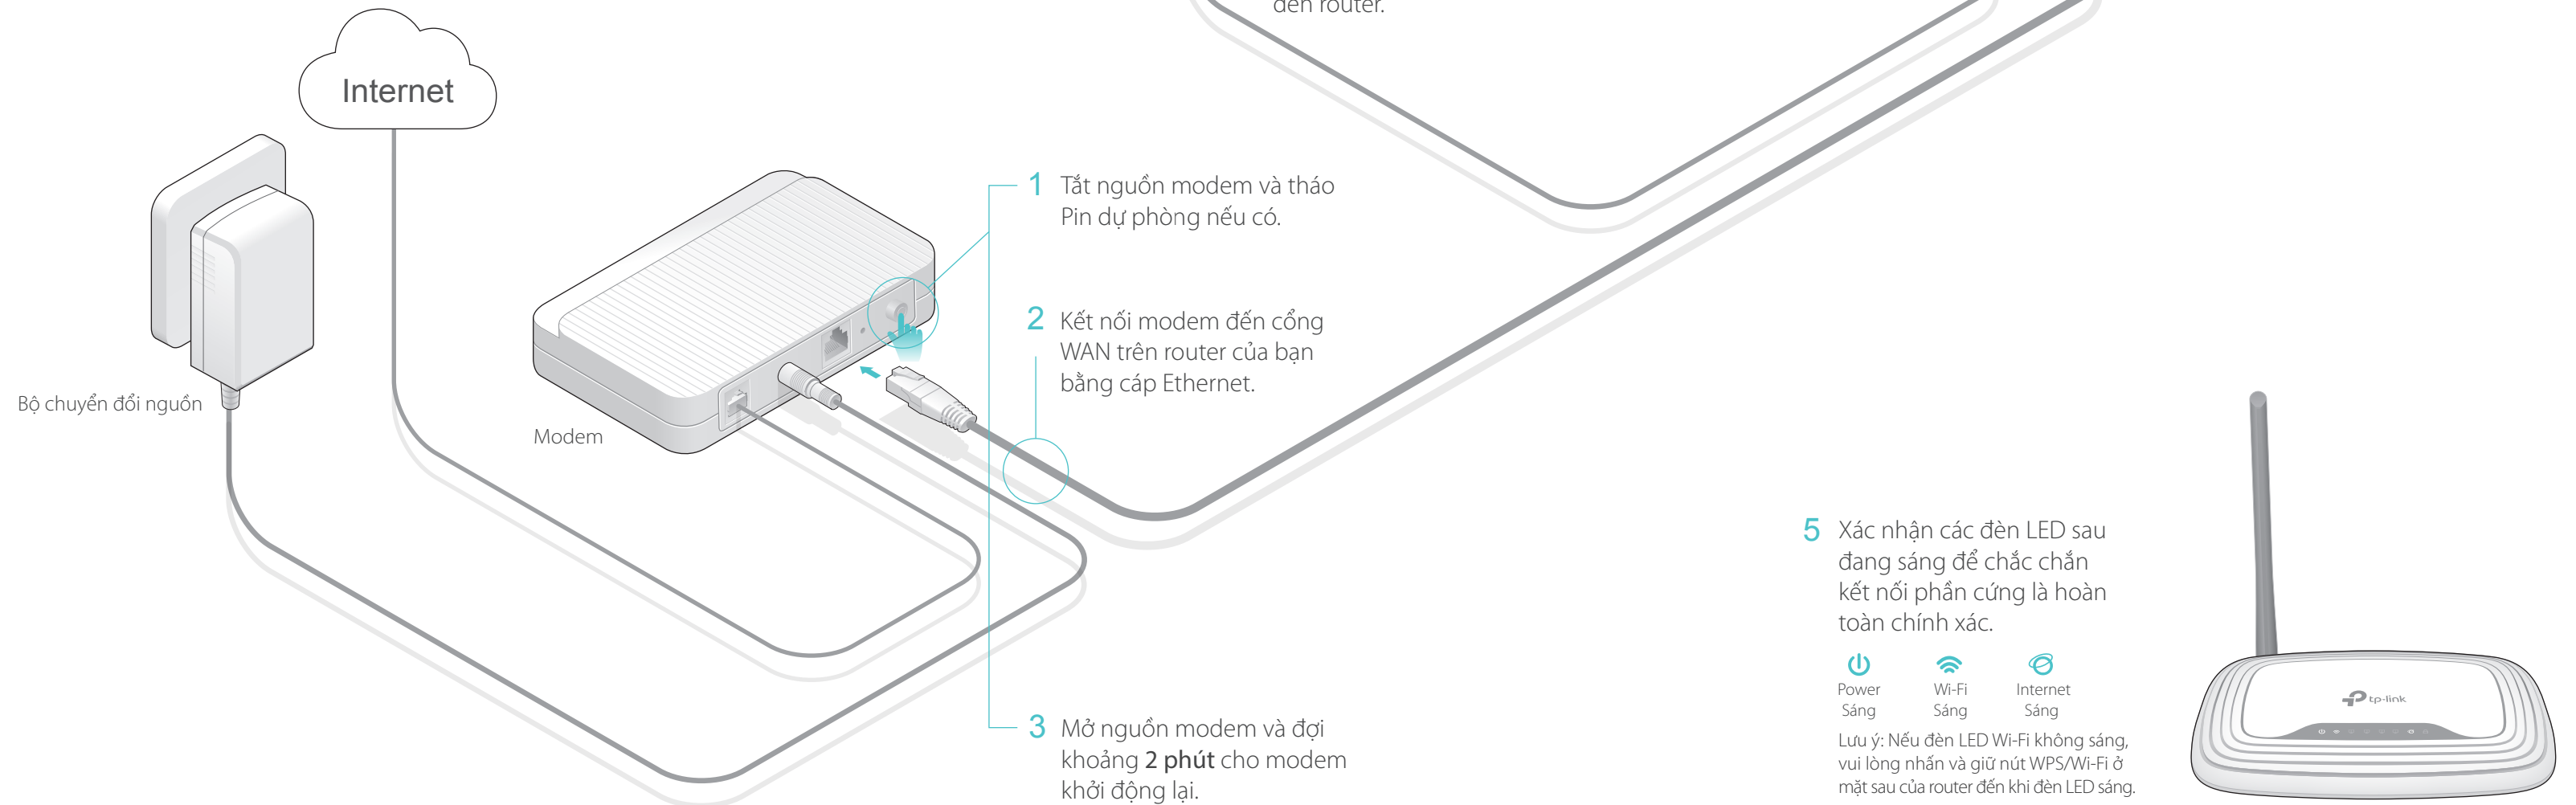 đến router.
Internet
1 Tắt nguồn modem và tháo
Pin dự phòng nếu có.
2 Kết nối modem đến cổng
WAN trên router của bạn
bằng cáp Ethernet.
Bộ chuyển đổi nguồn
Modem
3 Mở nguồn modem và đợi
khoảng 2 phút cho modem
khởi động lại.
5 Xác nhận các đèn LED sau
đang sáng để chắc chắn
kết nối phần cứng là hoàn
toàn chính xác.
Power Wi-Fi Internet
Sáng Sáng Sáng
Lưu ý: Nếu đèn LED Wi-Fi không sáng,
vui lòng nhấn và giữ nút WPS/Wi-Fi ở
mặt sau của router đến khi đèn LED sáng.
tp-link